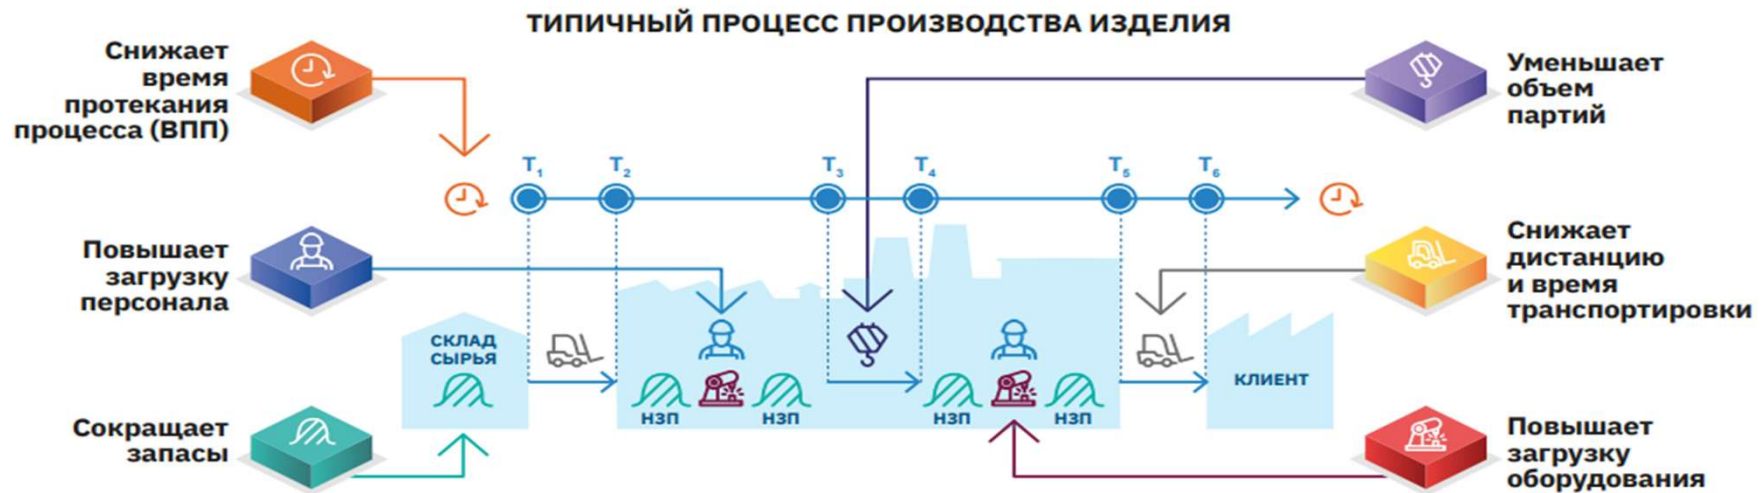 ТИПИЧНЫЙ ПРОЦЕСС ПРОИЗВОДСТВА ИЗДЕЛИЯ
Снижает
время
протекания
процесса (ВПП)
Уменьшает
объем
партий
T1
T2
T3
T4
T5
T6
Повышает
загрузку
персонала
Снижает
дистанцию
и время
транспортировки
СКЛАД
СЫРЬЯ
НЗП
НЗП
НЗП
НЗП
КЛИЕНТ
Сокращает
запасы
Повышает
загрузку
оборудования